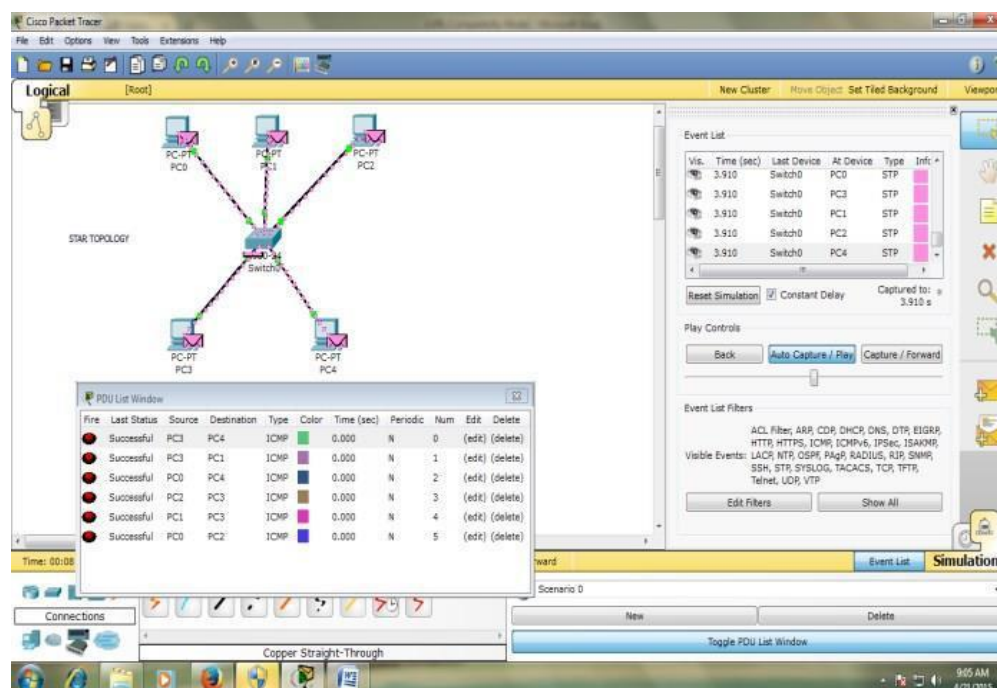 Cisco Packet Tracer
File Edit Options View Tools Extensions Help
Logical [Root] New Cluster Move Object Set Tiled Background Viewpor
PC-PT
PC0
PC-PT
PC1
PC-PT
PC2
STAR TOPOLOGY
Switch0
PC-PT
PC3
PC-PT
PC4
Event List
Vis. Time (sec) Last Device At Device Type Info
3.910 Switch0 PC0 STP
3.910 Switch0 PC3 STP
3.910 Switch0 PC1 STP
3.910 Switch0 PC2 STP
3.910 Switch0 PC4 STP
Reset Simulation Constant Delay Captured to:
3.910 s
Play Controls
Back Auto Capture / Play Capture / Forward
Event List Filters
Visible Events:
ACL Filter, ARP, CDP, DHCP, DNS, DTP, EIGRP,
HTTP, HTTPS, ICMP, ICMPv6, IPSec, ISAKMP,
LACP, NTP, OSPF, PAgP, RADIUS, RIP, SNMP,
SSH, STP, SYSLOG, TACACS, TCP, TFTP,
Telnet, UDP, VTP
Edit Filters Show All
PDU List Window
Fire Last Status Source Destination Type Color Time (sec) Periodic Num Edit Delete
Successful PC3 PC4 ICMP 0.000 N 0 (edit) (delete)
Successful PC3 PC1 ICMP 0.000 N 1 (edit) (delete)
Successful PC0 PC4 ICMP 0.000 N 2 (edit) (delete)
Successful PC2 PC3 ICMP 0.000 N 3 (edit) (delete)
Successful PC1 PC3 ICMP 0.000 N 4 (edit) (delete)
Successful PC0 PC2 ICMP 0.000 N 5 (edit) (delete)
Time: 00:08 ward Event List Simulation
Scenario 0
Connections
New Delete
Toggle PDU List Window
Copper Straight-Through
9:05 AM